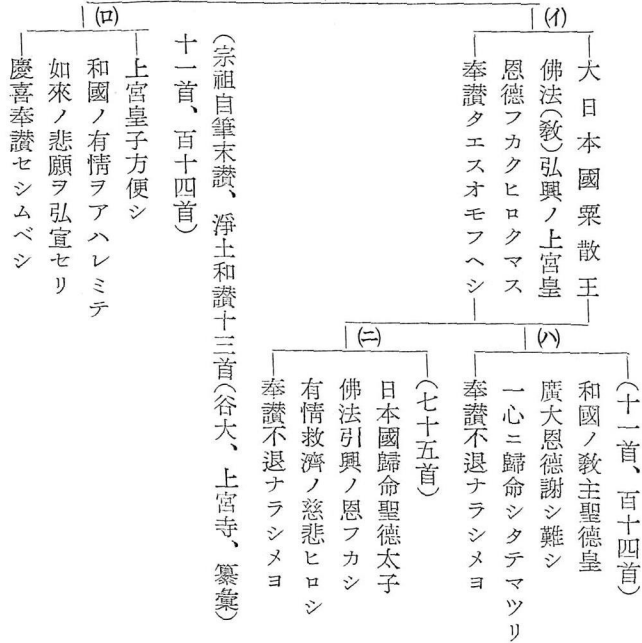 (イ)
大日本國粟散王
佛法(教)弘興ノ上宮皇
恩德フカクヒロクマス
奉讃タエスオモフヘシ
(ハ)
(十一首、百十四首)
和國ノ教主聖德皇
廣大恩德謝シ難シ
一心ニ歸命シタテマツリ
奉讃不退ナラシメヨ
(ニ)
(七十五首)
日本國歸命聖德太子
佛法引興ノ恩フカシ
有情救濟ノ慈悲ヒロシ
奉讃不退ナラシメヨ
(ロ)
(宗祖自筆末讃、淨土和讃十三首(谷大、上宮寺、纂彙)
十一首、百十四首)
上宮皇子方便シ
和國ノ有情ヲアハレミテ
如來ノ悲願ヲ弘宣セリ
慶喜奉讃セシムベシ